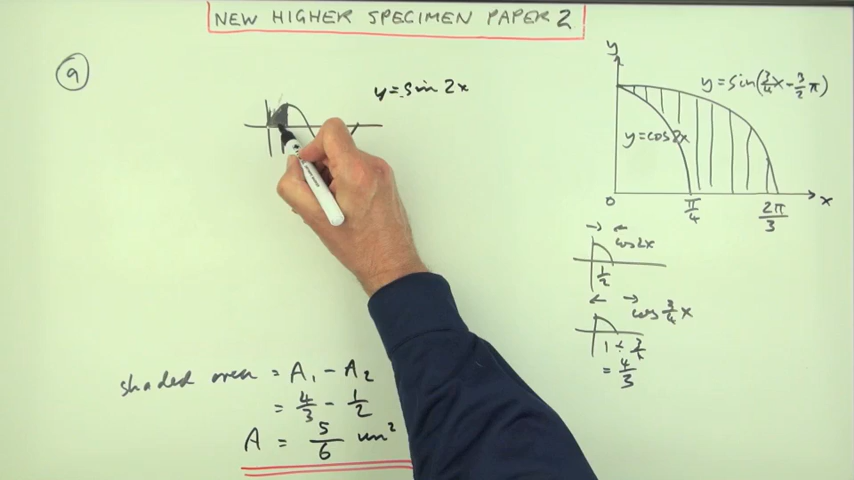 NEW HIGHER SPECIMEN PAPER 2
9
y = sin 2x
y
y = sin(3/4x - 3/2π)
y = cos 2x
0
π/4
2π/3
x
cos 2x
1/2
cos 3/4 x
1 ÷ 3/4
= 4/3
shaded area = A₁ - A₂
= 4/3 - 1/2
A = 5/6 un²